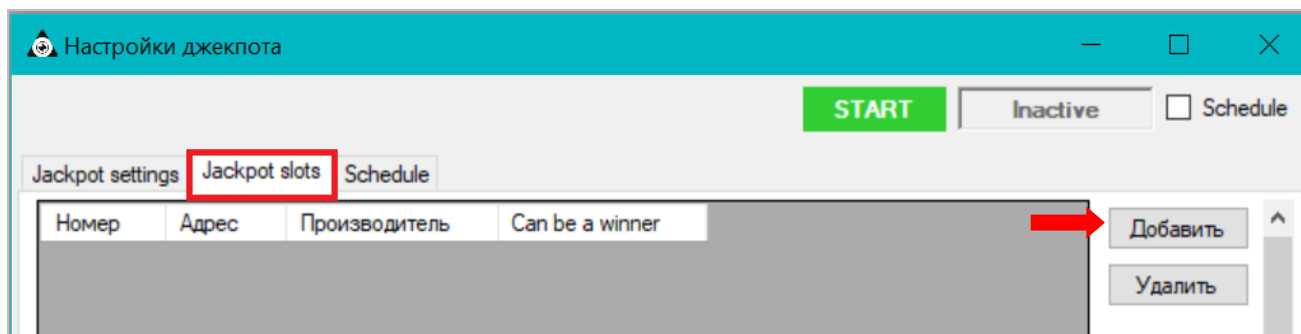 Настройки джекпота
START Inactive Schedule
Jackpot settings Jackpot slots Schedule
Номер Адрес Производитель Can be a winner
Добавить
Удалить